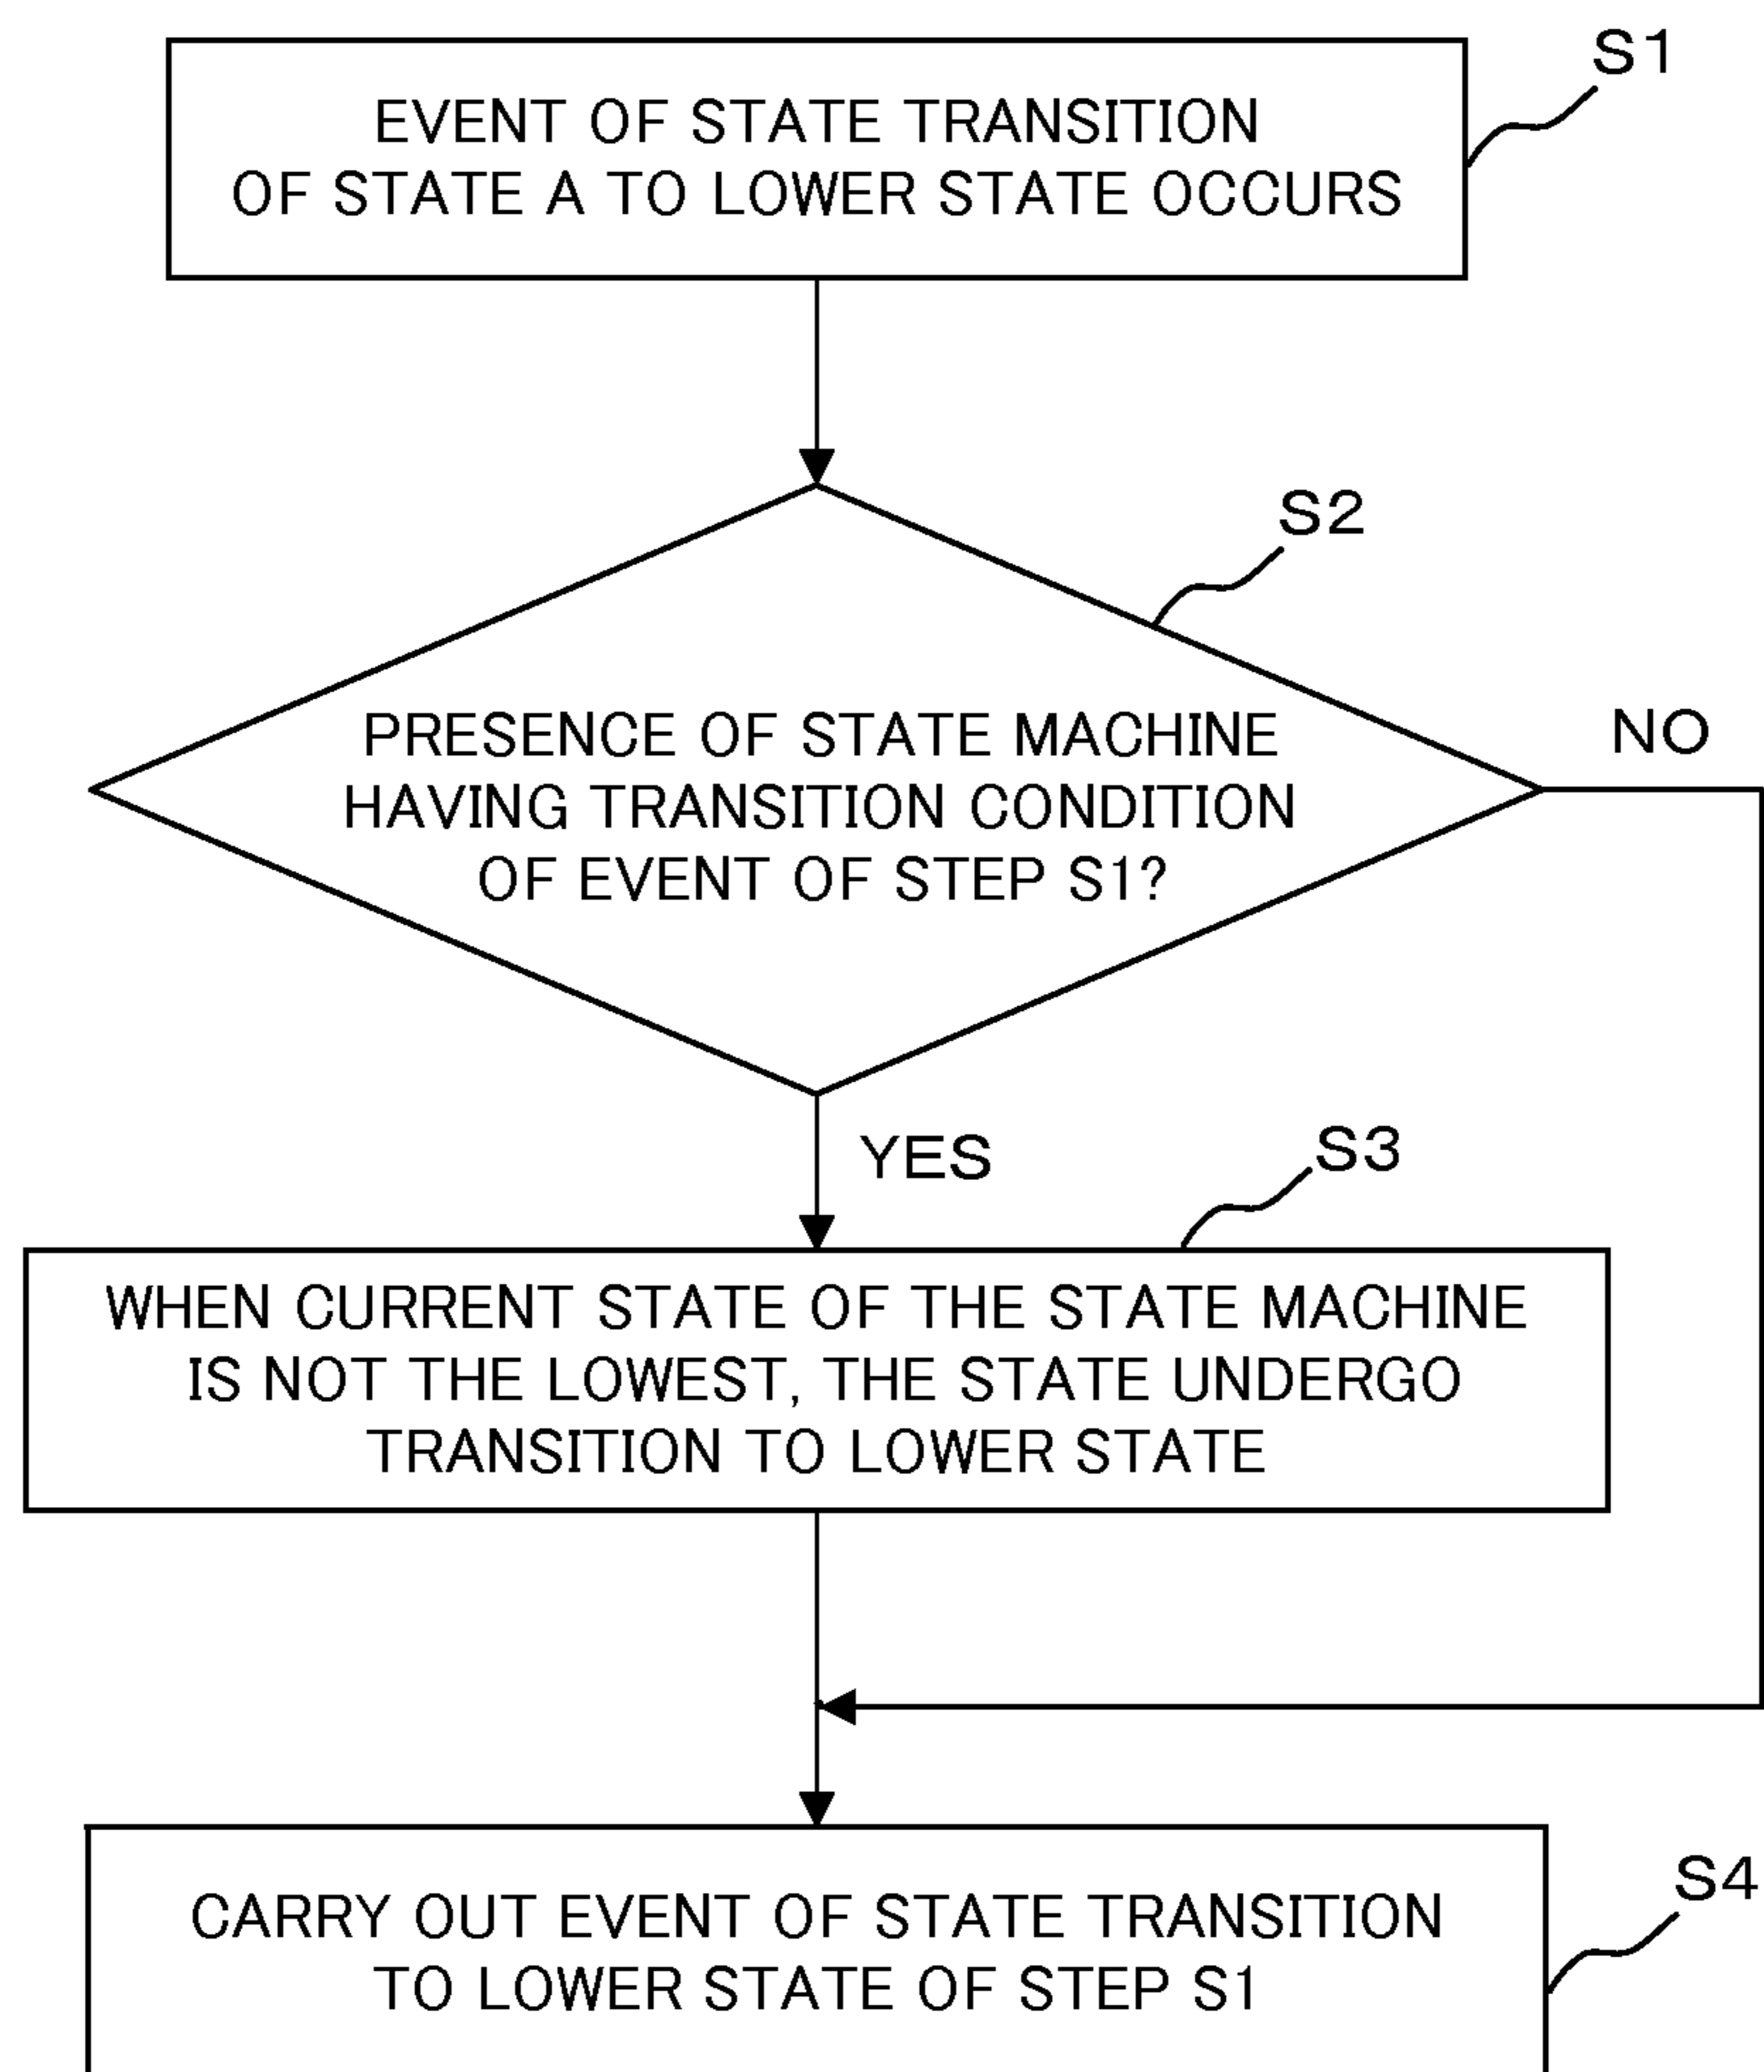 S1
EVENT OF STATE TRANSITION
OF STATE A TO LOWER STATE OCCURS
S2
PRESENCE OF STATE MACHINE
HAVING TRANSITION CONDITION
OF EVENT OF STEP S1?
NO
YES
S3
WHEN CURRENT STATE OF THE STATE MACHINE
IS NOT THE LOWEST, THE STATE UNDERGO
TRANSITION TO LOWER STATE
S4
CARRY OUT EVENT OF STATE TRANSITION
TO LOWER STATE OF STEP S1